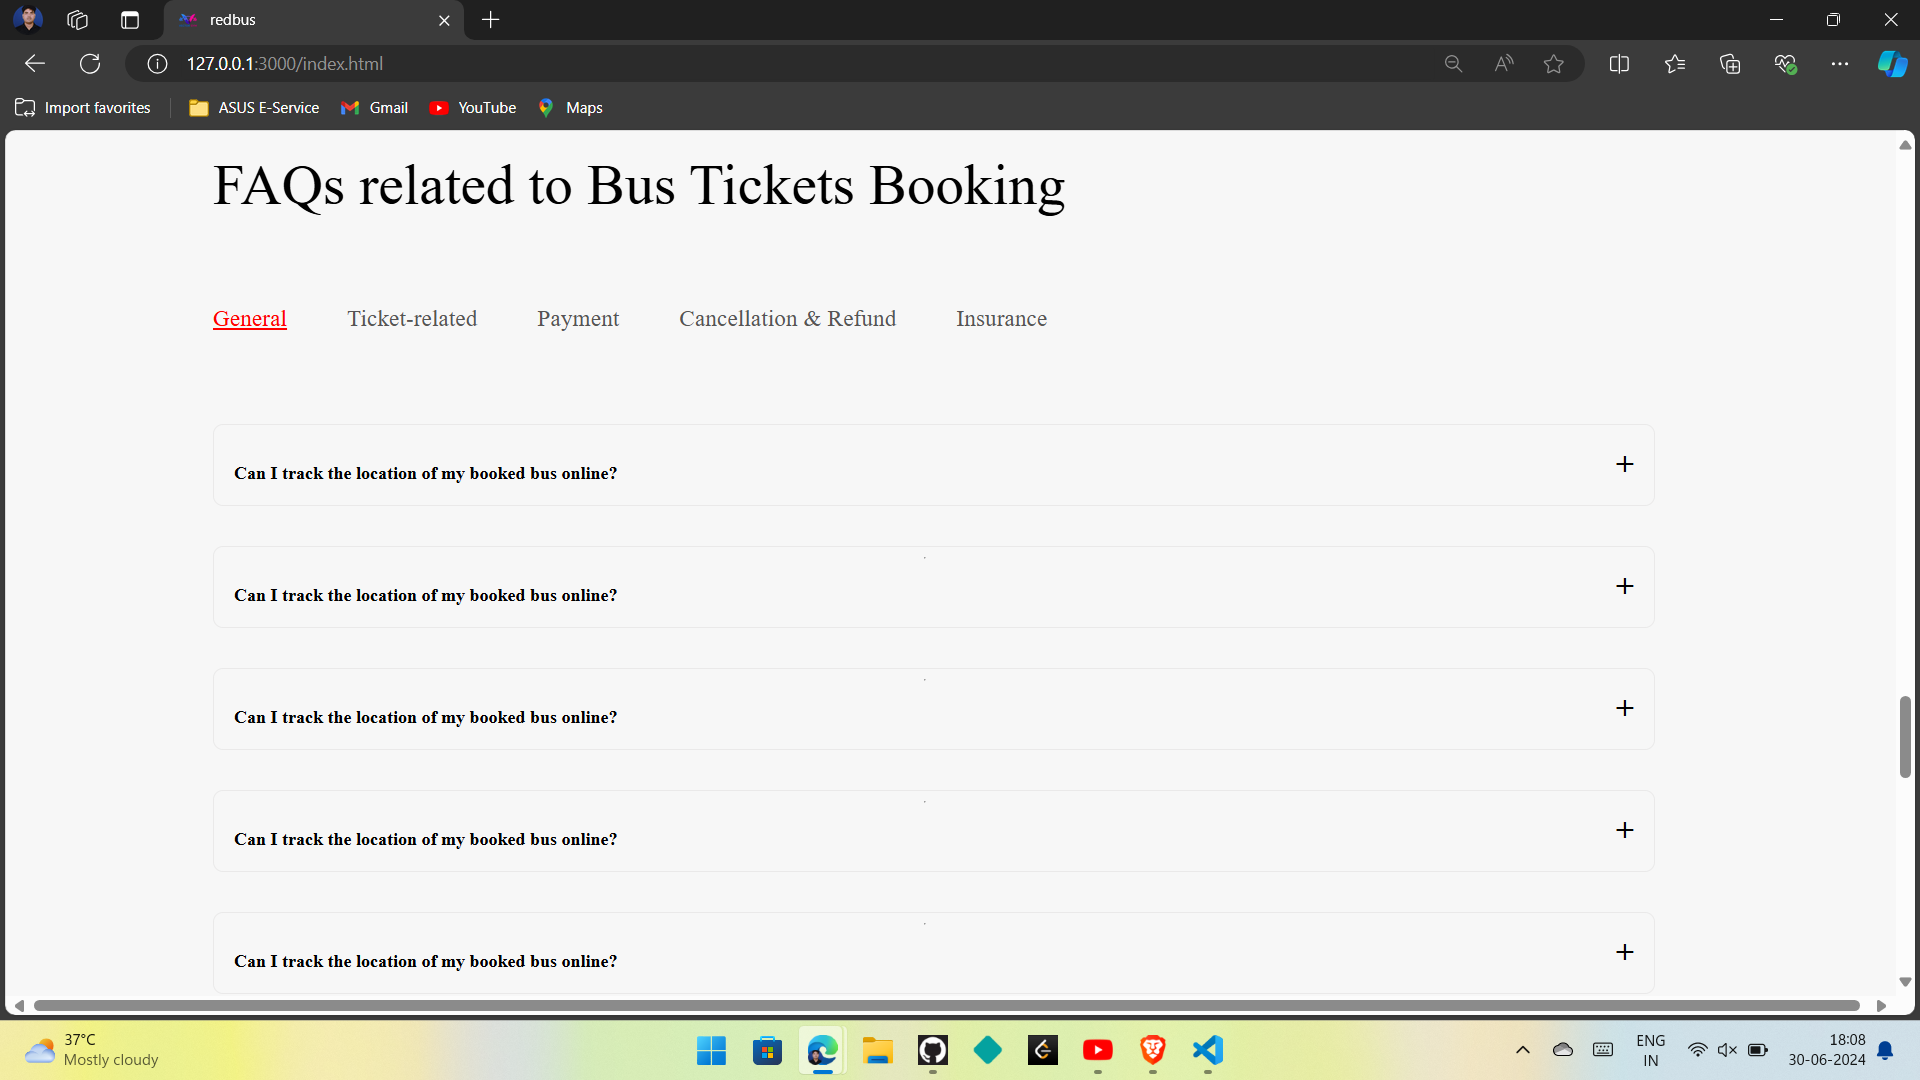 redbus
127.0.0.1:3000/index.html
Import favorites
ASUS E-Service
Gmail
YouTube
Maps
FAQs related to Bus Tickets Booking
General
Ticket-related
Payment
Cancellation & Refund
Insurance
Can I track the location of my booked bus online?
+
Can I track the location of my booked bus online?
+
Can I track the location of my booked bus online?
+
Can I track the location of my booked bus online?
+
Can I track the location of my booked bus online?
+
37°C
Mostly cloudy
ENG
IN
18:08
30-06-2024